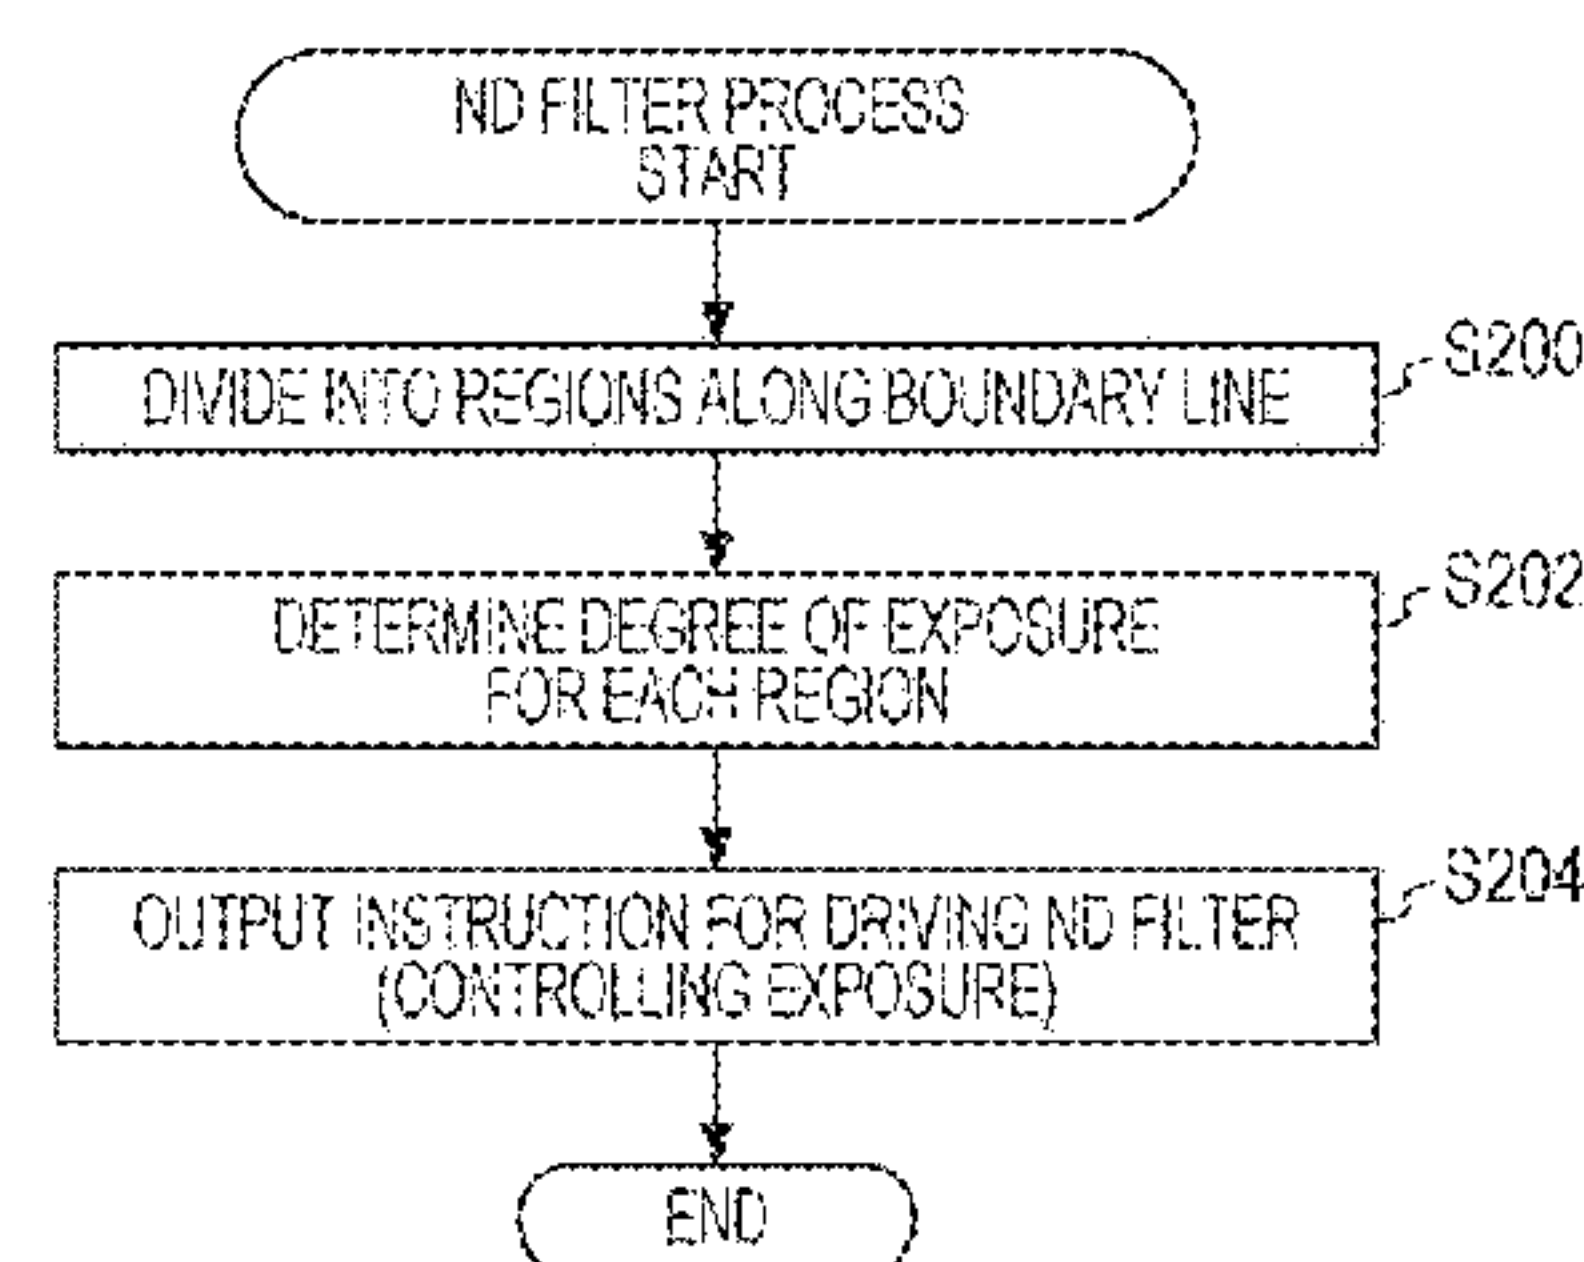 ND FILTER PROCESS
START
S200
DIVIDE INTO REGIONS ALONG BOUNDARY LINE
S202
DETERMINE DEGREE OF EXPOSURE
FOR EACH REGION
S204
OUTPUT INSTRUCTION FOR DRIVING ND FILTER
(CONTROLLING EXPOSURE)
END